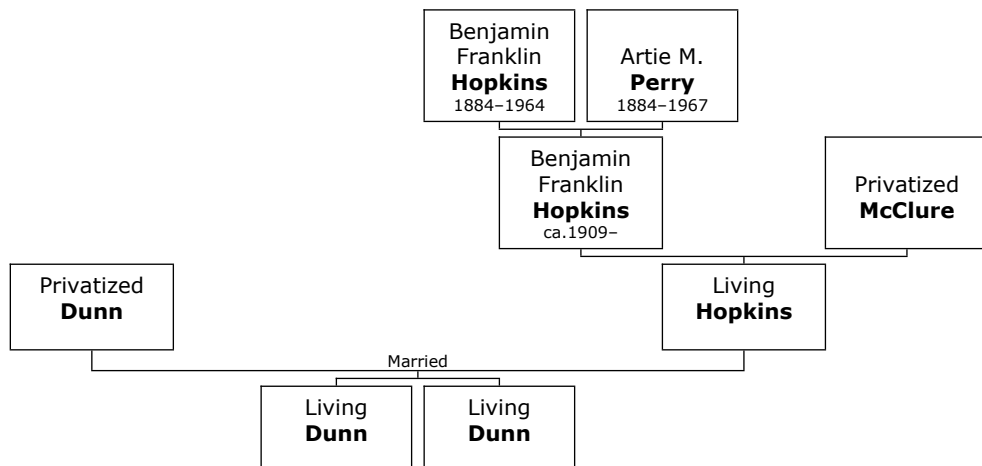 Benjamin
Franklin
Hopkins
1884–1964
Artie M.
Perry
1884–1967
Benjamin
Franklin
Hopkins
ca.1909–
Privatized
McClure
Privatized
Dunn
Living
Hopkins
Married
Living
Dunn
Living
Dunn